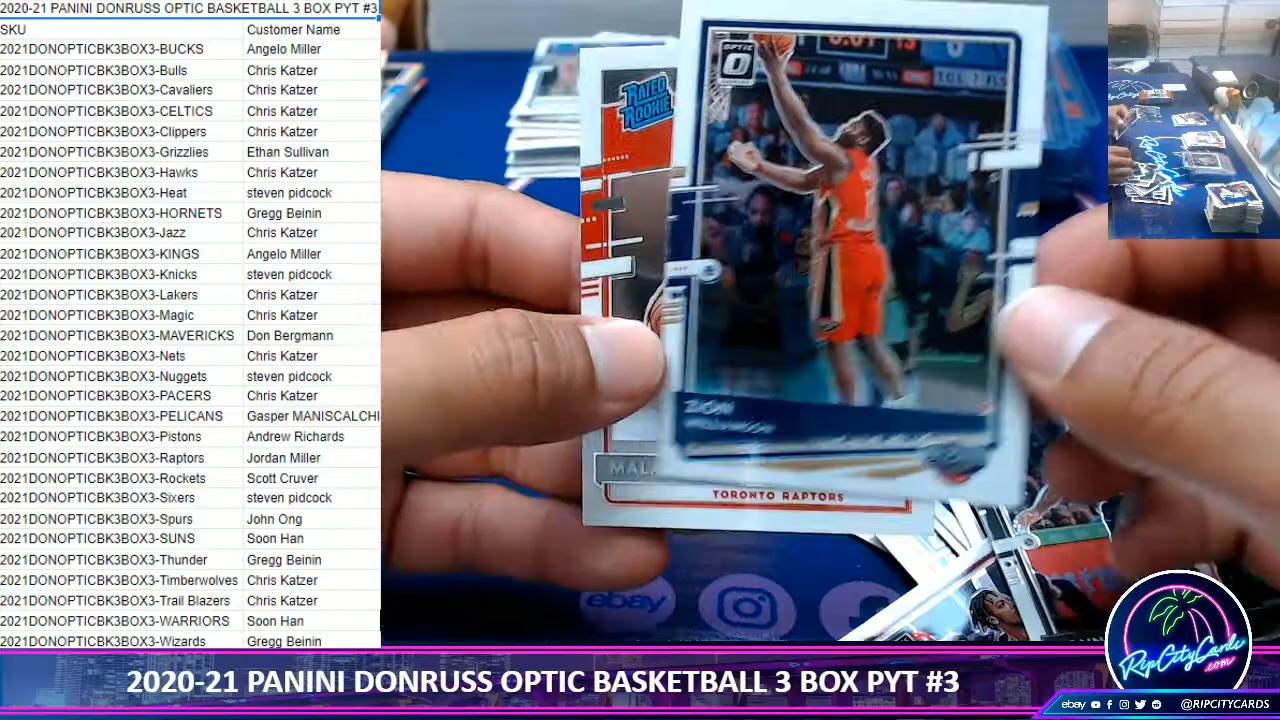 2020-21 PANINI DONRUSS OPTIC BASKETBALL 3 BOX PYT #3
SKU Customer Name
2021DONOPTICBK3BOX3-BUCKS Angelo Miller
2021DONOPTICBK3BOX3-Bulls Chris Katzer
2021DONOPTICBK3BOX3-Cavaliers Chris Katzer
2021DONOPTICBK3BOX3-CELTICS Chris Katzer
2021DONOPTICBK3BOX3-Clippers Chris Katzer
2021DONOPTICBK3BOX3-Grizzlies Ethan Sullivan
2021DONOPTICBK3BOX3-Hawks Chris Katzer
2021DONOPTICBK3BOX3-Heat steven pidcock
2021DONOPTICBK3BOX3-HORNETS Gregg Beinin
2021DONOPTICBK3BOX3-Jazz Chris Katzer
2021DONOPTICBK3BOX3-KINGS Angelo Miller
2021DONOPTICBK3BOX3-Knicks steven pidcock
2021DONOPTICBK3BOX3-Lakers Chris Katzer
2021DONOPTICBK3BOX3-Magic Chris Katzer
2021DONOPTICBK3BOX3-MAVERICKS Don Bergmann
2021DONOPTICBK3BOX3-Nets Chris Katzer
2021DONOPTICBK3BOX3-Nuggets steven pidcock
2021DONOPTICBK3BOX3-PACERS Chris Katzer
2021DONOPTICBK3BOX3-PELICANS Gasper MANISCALCHI
2021DONOPTICBK3BOX3-Pistons Andrew Richards
2021DONOPTICBK3BOX3-Raptors Jordan Miller
2021DONOPTICBK3BOX3-Rockets Scott Cruver
2021DONOPTICBK3BOX3-Sixers steven pidcock
2021DONOPTICBK3BOX3-Spurs John Ong
2021DONOPTICBK3BOX3-SUNS Soon Han
2021DONOPTICBK3BOX3-Thunder Gregg Beinin
2021DONOPTICBK3BOX3-Timberwolves Chris Katzer
2021DONOPTICBK3BOX3-Trail Blazers Chris Katzer
2021DONOPTICBK3BOX3-WARRIORS Soon Han
2021DONOPTICBK3BOX3-Wizards Gregg Beinin
OPTIC
RATED ROOKIE
ZION
WILLIAMSON
MAL
TORONTO RAPTORS
ebay
RipCityCards
.com
2020-21 PANINI DONRUSS OPTIC BASKETBALL 3 BOX PYT #3
ebay @RIPCITYCARDS